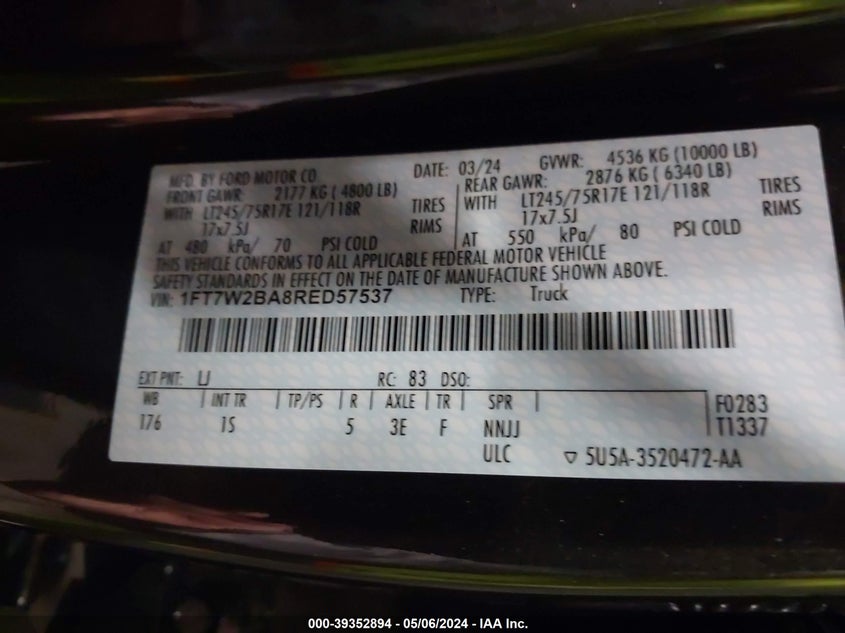 MFD. BY FORD MOTOR CO. DATE: 03/24 GVWR: 4536 KG (10000 LB)
FRONT GAWR: 2177 KG ( 4800 LB) REAR GAWR: 2876 KG ( 6340 LB)
WITH LT245/75R17E 121/118R TIRES WITH LT245/75R17E 121/118R TIRES
17x7.5J RIMS 17x7.5J RIMS
AT 480 kPa/ 70 PSI COLD AT 550 kPa/ 80 PSI COLD
THIS VEHICLE CONFORMS TO ALL APPLICABLE FEDERAL MOTOR VEHICLE
SAFETY STANDARDS IN EFFECT ON THE DATE OF MANUFACTURE SHOWN ABOVE.
VIN: 1FT7W2BA8RED57537 TYPE: Truck
EXT PNT: UJ RC: 83 DSO:
WB INT TR TP/PS R AXLE TR SPR F0283
176 1S 5 3E F NNJJ T1337
ULC 5U5A-3520472-AA
000-39352894 - 05/06/2024 - IAA Inc.